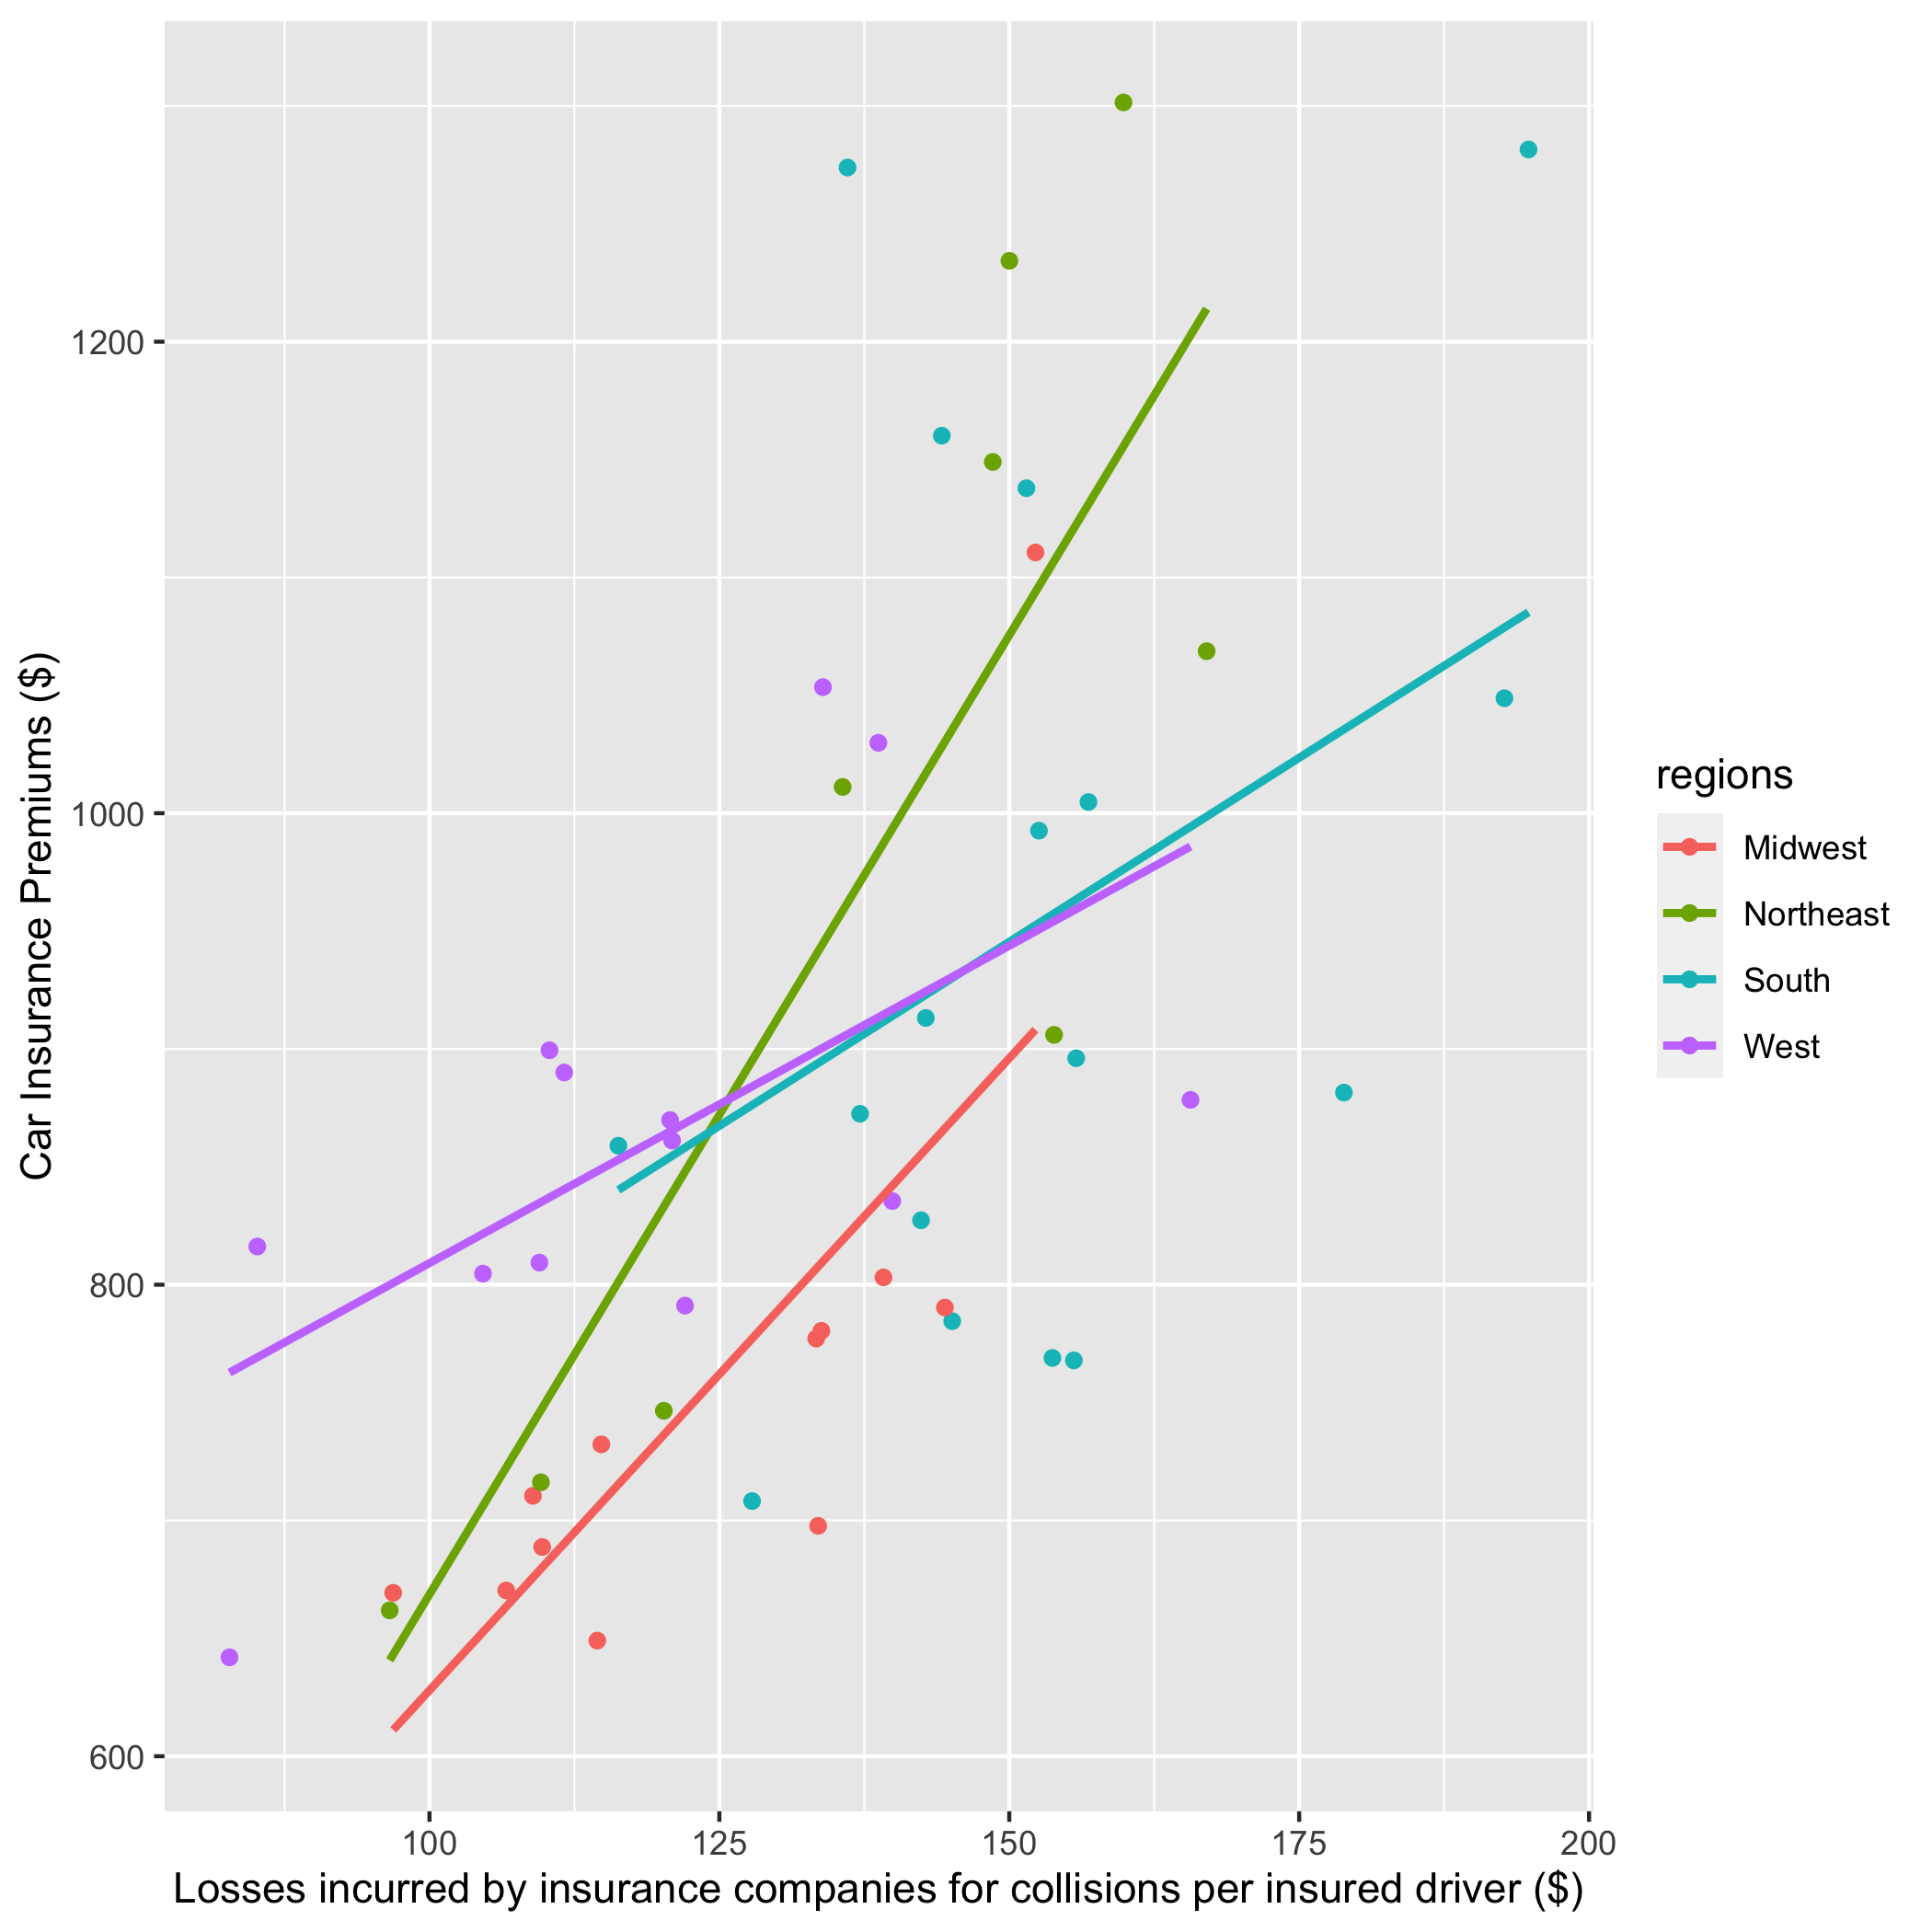 1200
1000
800
600
Car Insurance Premiums ($)
100
125
150
175
200
Losses incurred by insurance companies for collisions per insured driver ($)
regions
Midwest
Northeast
South
West